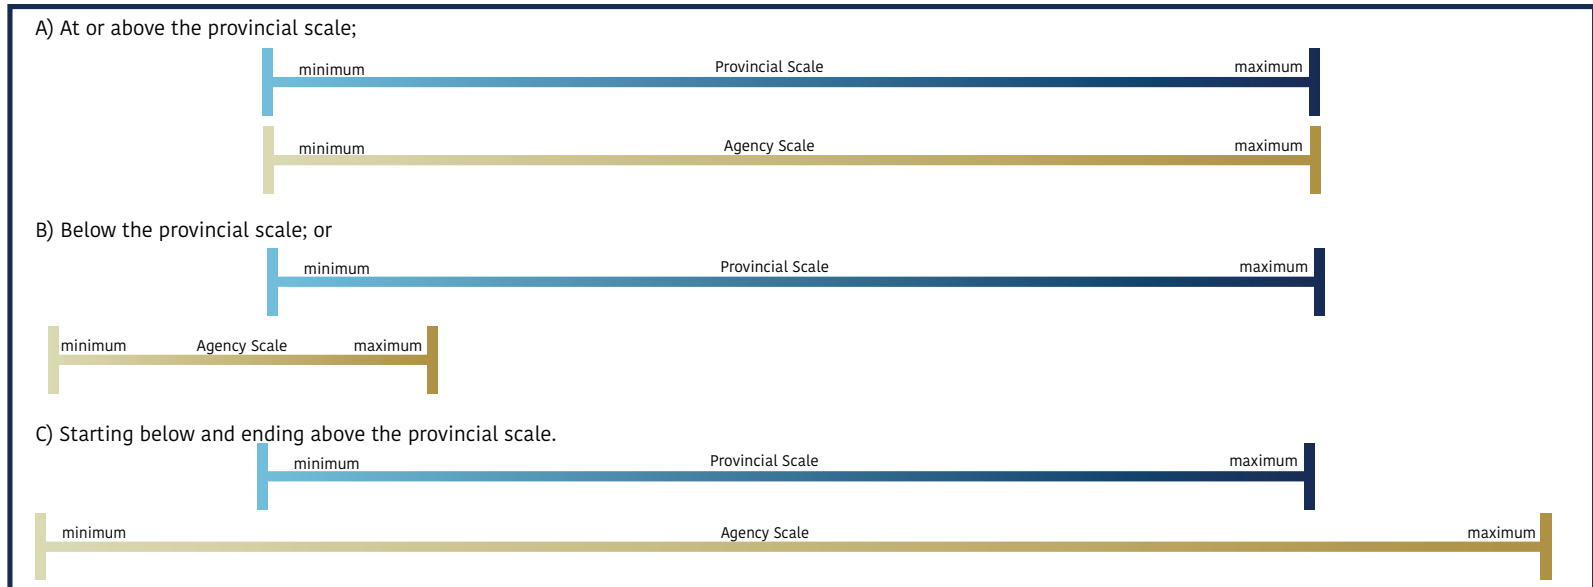 A) At or above the provincial scale;
minimum Provincial Scale maximum
minimum Agency Scale maximum
B) Below the provincial scale; or
minimum Provincial Scale maximum
minimum Agency Scale maximum
C) Starting below and ending above the provincial scale.
minimum Provincial Scale maximum
minimum Agency Scale maximum